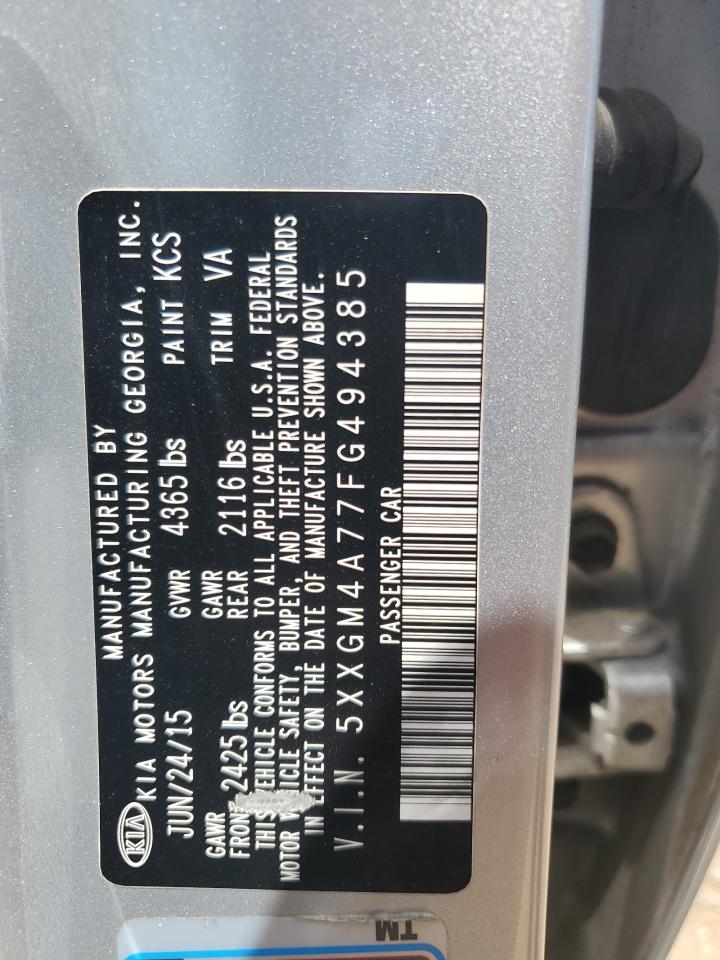 KIA
MANUFACTURED BY
KIA MOTORS MANUFACTURING GEORGIA, INC.
JUN/24/15 GVWR 4365 lbs PAINT KCS
GAWR FRONT 2425 lbs GAWR REAR 2116 lbs TRIM VA
THIS VEHICLE CONFORMS TO ALL APPLICABLE U.S.A. FEDERAL
MOTOR VEHICLE SAFETY, BUMPER, AND THEFT PREVENTION STANDARDS
IN EFFECT ON THE DATE OF MANUFACTURE SHOWN ABOVE.
V.I.N. 5XXGM4A77FG494385
PASSENGER CAR
TM